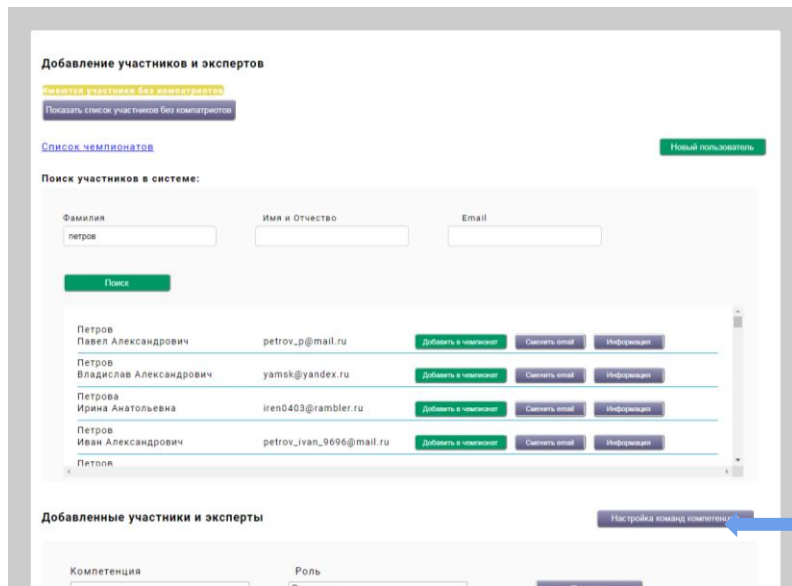 Добавление участников и экспертов
Имеются участники без компатриотов
Показать список участников без компатриотов
Список чемпионатов
Новый пользователь
Поиск участников в системе:
Фамилия Имя и Отчество Email
петров
Поиск
Петров
Павел Александрович petrov_p@mail.ru Добавить в чемпионат Сменить email Информация
Петров
Владислав Александрович yamsk@yandex.ru Добавить в чемпионат Сменить email Информация
Петрова
Ирина Анатольевна iren0403@rambler.ru Добавить в чемпионат Сменить email Информация
Петров
Иван Александрович petrov_ivan_9696@mail.ru Добавить в чемпионат Сменить email Информация
Петров
Добавленные участники и эксперты Настройка команд
Компетенция Роль